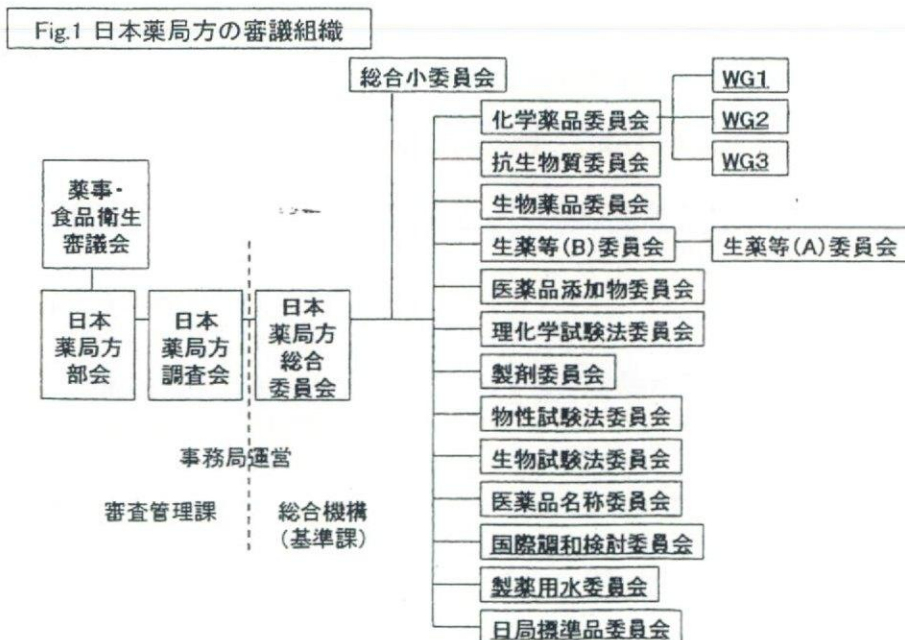 Fig.1 日本薬局方の審議組織
総合小委員会
WG1
化学薬品委員会
WG2
抗生物質委員会
WG3
薬事・
食品衛生
審議会
生物薬品委員会
生薬等(B)委員会
生薬等(A)委員会
医薬品添加物委員会
日本
薬局方
部会
日本
薬局方
調査会
日本
薬局方
総合
委員会
理化学試験法委員会
製剤委員会
物性試験法委員会
生物試験法委員会
医薬品名称委員会
国際調和検討委員会
製薬用水委員会
日局標準品委員会
事務局運営
審査管理課
総合機構
(基準課)